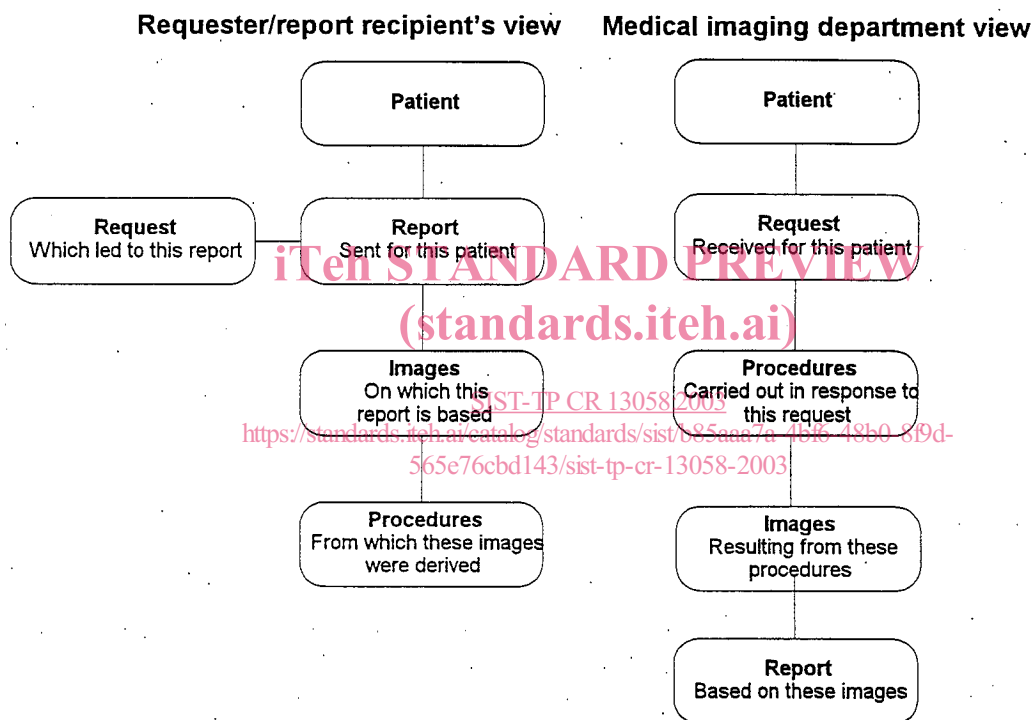 Requester/report recipient's view
Medical imaging department view
Patient
Request
Which led to this report
Report
Sent for this patient
Images
On which this
report is based
Procedures
From which these images
were derived
Patient
Request
Received for this patient
Procedures
Carried out in response to
this request
Images
Resulting from these
procedures
Report
Based on these images
iTeh STANDARD PREVIEW
(standards.iteh.ai)
SIST-TP CR 13058:2003
https://standards.iteh.ai/catalog/standards/sist/b85aaa7a-4bf6-48b0-8f9d-
565e76cbd143/sist-tp-cr-13058-2003